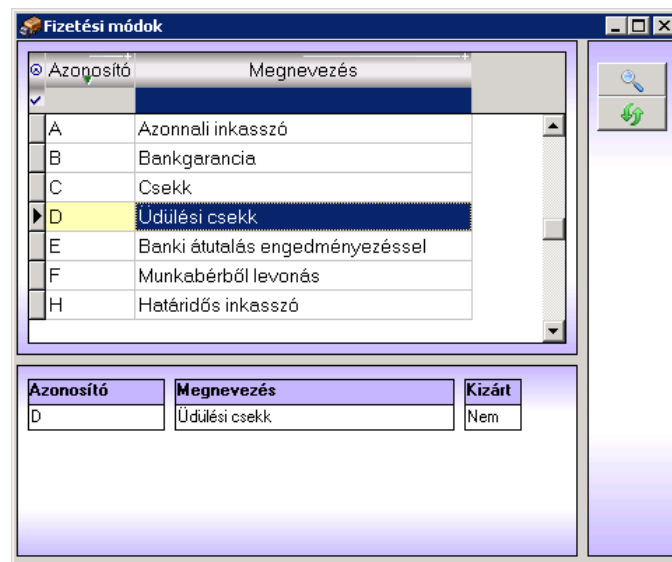 Fizetési módok
Azonosító Megnevezés
A Azonnali inkasszó
B Bankgarancia
C Csekk
D Üdülési csekk
E Banki átutalás engedményezéssel
F Munkabérből levonás
H Határidős inkasszó
Azonosító Megnevezés Kizárt
D Üdülési csekk Nem